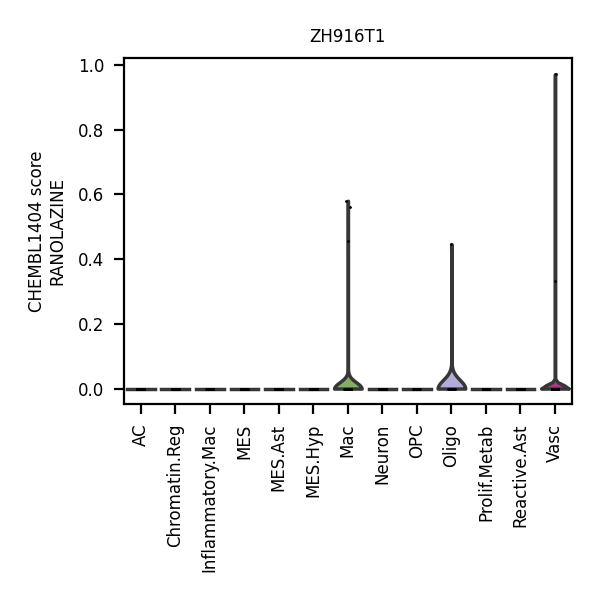 ZH916T1
CHEMBL1404 score
RANOLAZINE
1.0
0.8
0.6
0.4
0.2
0.0
AC
Chromatin.Reg
Inflammatory.Mac
MES
MES.Ast
MES.Hyp
Mac
Neuron
OPC
Oligo
Prolif.Metab
Reactive.Ast
Vasc